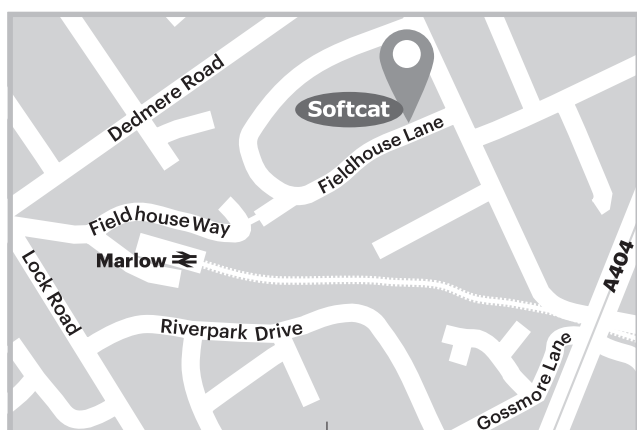 Dedmere Road
Softcat
Fieldhouse Lane
Fieldhouse Way
Marlow
A404
Lock Road
Riverpark Drive
Gossmore Lane